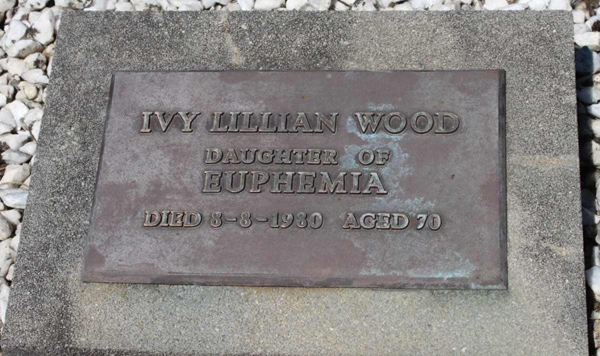 IVY LILLIAN WOOD
DAUGHTER OF
EUPHEMIA
DIED 8-8-1980 AGED 70